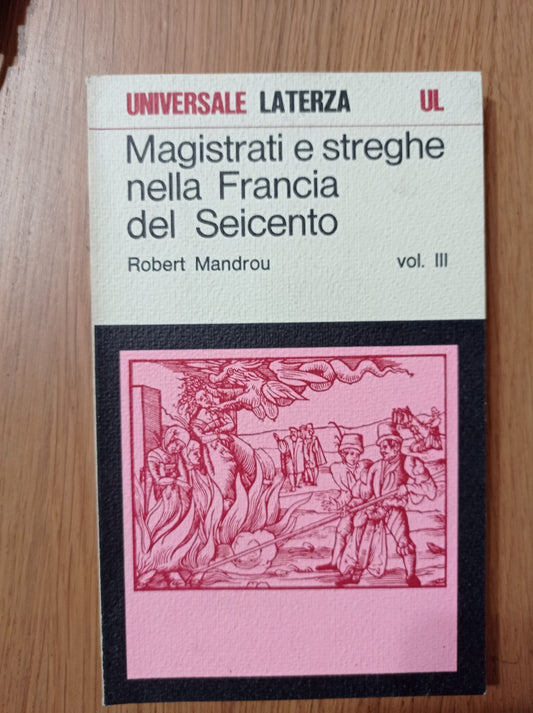 UNIVERSALE LATERZA UL
Magistrati e streghe
nella Francia
del Seicento
Robert Mandrou vol. III